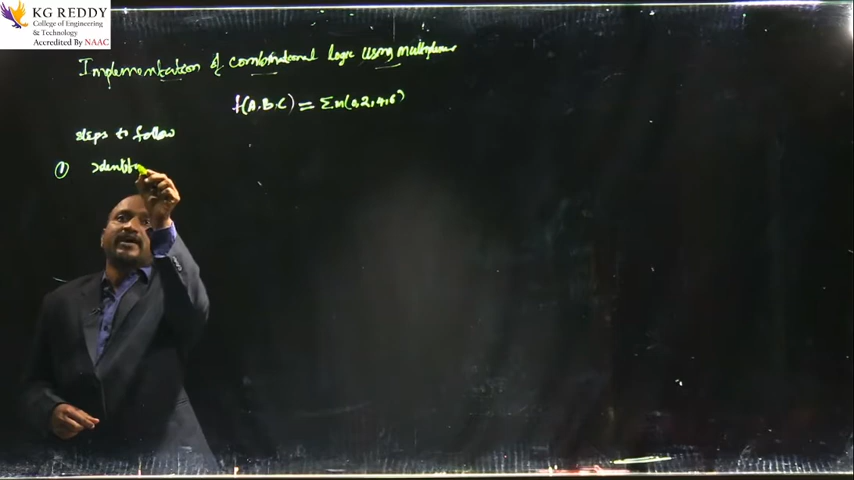 KG REDDY
College of Engineering
& Technology
Accredited By NAAC
Implementation of combinational logic using multiplexer
f(A,B,C) = Σm(0,2,4,6)
steps to follow
① Identify